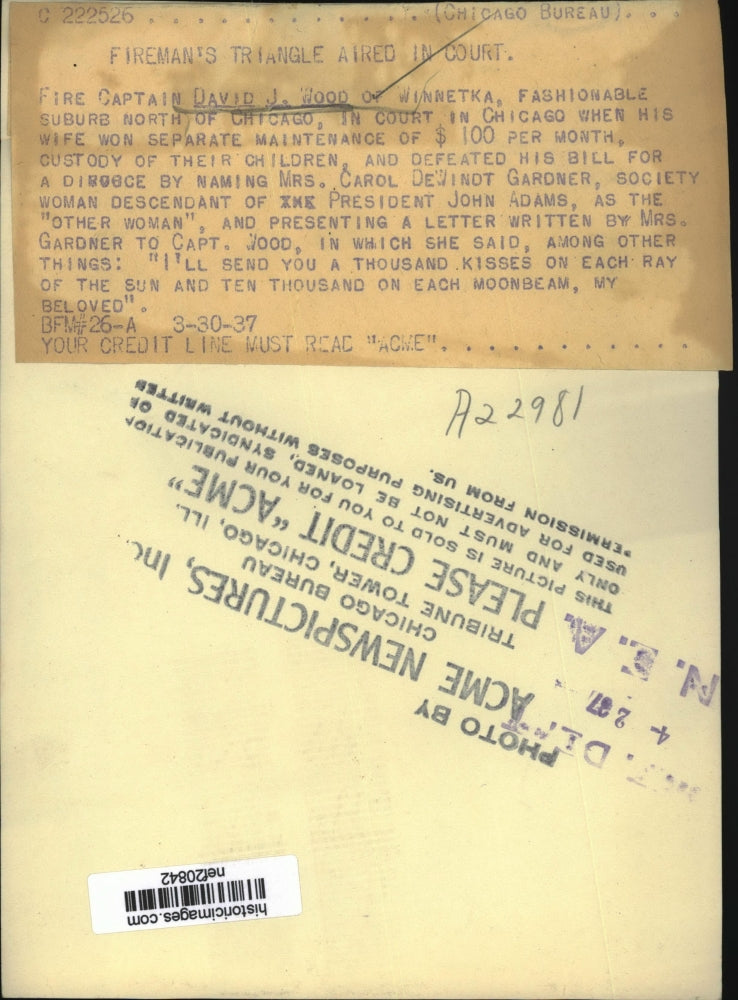 C 222526 . . . . . . . . . . . . . (CHICAGO BUREAU). . .
FIREMAN'S TRIANGLE AIRED IN COURT.
FIRE CAPTAIN DAVID J. WOOD OF WINNETKA, FASHIONABLE
SUBURB NORTH OF CHICAGO, IN COURT IN CHICAGO WHEN HIS
WIFE WON SEPARATE MAINTENANCE OF $ 100 PER MONTH,
CUSTODY OF THEIR CHILDREN, AND DEFEATED HIS BILL FOR
A DIVOECE BY NAMING MRS. CAROL DEWINDT GARDNER, SOCIETY
WOMAN DESCENDANT OF PRESIDENT JOHN ADAMS, AS THE
"OTHER WOMAN", AND PRESENTING A LETTER WRITTEN BY MRS.
GARDNER TO CAPT. WOOD, IN WHICH SHE SAID, AMONG OTHER
THINGS: "I'LL SEND YOU A THOUSAND KISSES ON EACH RAY
OF THE SUN AND TEN THOUSAND ON EACH MOONBEAM, MY
BELOVED".
BFM#26-A 3-30-37
YOUR CREDIT LINE MUST READ "ACME". . . . . . . . . . . .
A22981
PHOTO BY
ACME NEWSPICTURES, Inc.
CHICAGO BUREAU
TRIBUNE TOWER, CHICAGO, ILL.
PLEASE CREDIT "ACME"
THIS PICTURE IS SOLD TO YOU FOR YOUR PUBLICATION
ONLY AND MUST NOT BE LOANED, SYNDICATED OR
USED FOR ADVERTISING PURPOSES WITHOUT WRITTEN
PERMISSION FROM US.
N. E. A.
4- 2 -37
historicimages.com
nef20842